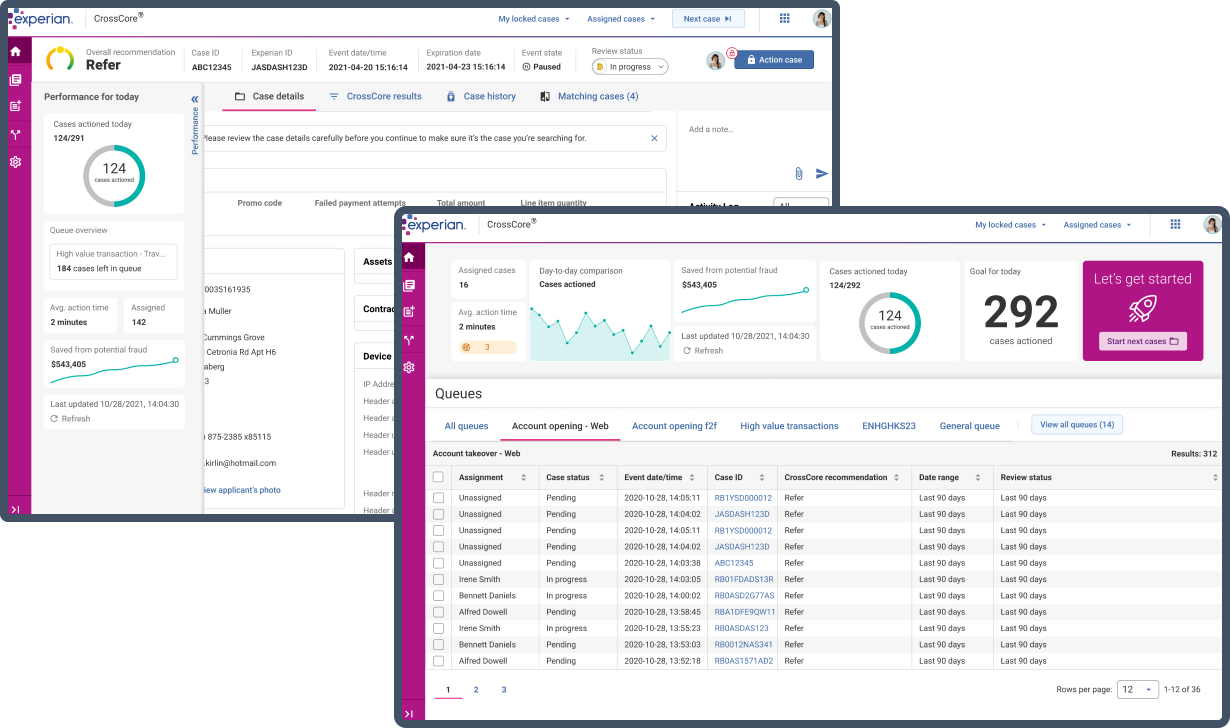 experian.
CrossCore®
My locked cases
Assigned cases
Next case
Overall recommendation
Refer
Case ID
ABC12345
Experian ID
JASDASH123D
Event date/time
2021-04-20 15:16:14
Expiration date
2021-04-23 15:16:14
Event state
Paused
Review status
In progress
Action case
Performance for today
Cases actioned today
124/291
124
cases actioned
Queue overview
High value transaction - Trav...
184 cases left in queue
Avg. action time
2 minutes
Assigned
142
Saved from potential fraud
$543,405
Last updated 10/28/2021, 14:04:30
Refresh
Performance
Case details
CrossCore results
Case history
Matching cases (4)
Please review the case details carefully before you continue to make sure it's the case you're searching for.
Promo code
Failed payment attempts
Total amount
Line item quantity
Add a note...
Activity Log
All
0035161935
a Muller
Cummings Grove
Cetronia Rd Apt H6
aberg
3
) 875-2385 x85115
.kirlin@hotmail.com
iew applicant's photo
Assets
Contrac
Device
IP Addre
Header a
Header a
Header u
Header u
Header r
Header a
experian.
CrossCore®
My locked cases
Assigned cases
Assigned cases
16
Avg. action time
2 minutes
3
Day-to-day comparison
Cases actioned
Saved from potential fraud
$543,405
Last updated 10/28/2021, 14:04:30
Refresh
Cases actioned today
124/292
124
cases actioned
Goal for today
292
cases actioned
Let's get started
Start next cases
Queues
All queues
Account opening - Web
Account opening f2f
High value transactions
ENHGHKS23
General queue
View all queues (14)
Account takeover - Web
Results: 312
Assignment Case status Event date/time Case ID CrossCore recommendation Date range Review status
Unassigned Pending 2020-10-28, 14:05:11 RB1YSD000012 Refer Last 90 days Last 90 days
Unassigned Pending 2020-10-28, 14:04:02 JASDASH123D Refer Last 90 days Last 90 days
Unassigned Pending 2020-10-28, 14:05:11 RB1YSD000012 Refer Last 90 days Last 90 days
Unassigned Pending 2020-10-28, 14:04:02 JASDASH123D Refer Last 90 days Last 90 days
Unassigned Pending 2020-10-28, 14:03:38 ABC12345 Refer Last 90 days Last 90 days
Irene Smith In progress 2020-10-28, 14:03:05 RB01FDADS13R Refer Last 90 days Last 90 days
Bennett Daniels In progress 2020-10-28, 14:00:02 RB0ASD2G77AS Refer Last 90 days Last 90 days
Alfred Dowell Pending 2020-10-28, 13:58:45 RBA1DFE9QW11 Refer Last 90 days Last 90 days
Irene Smith In progress 2020-10-28, 13:55:23 RB0ASDAS123 Refer Last 90 days Last 90 days
Bennett Daniels Pending 2020-10-28, 13:53:03 RB0012NAS341 Refer Last 90 days Last 90 days
Alfred Dowell Pending 2020-10-28, 13:52:18 RB0AS1571AD2 Refer Last 90 days Last 90 days
1 2 3
Rows per page: 12 1-12 of 36